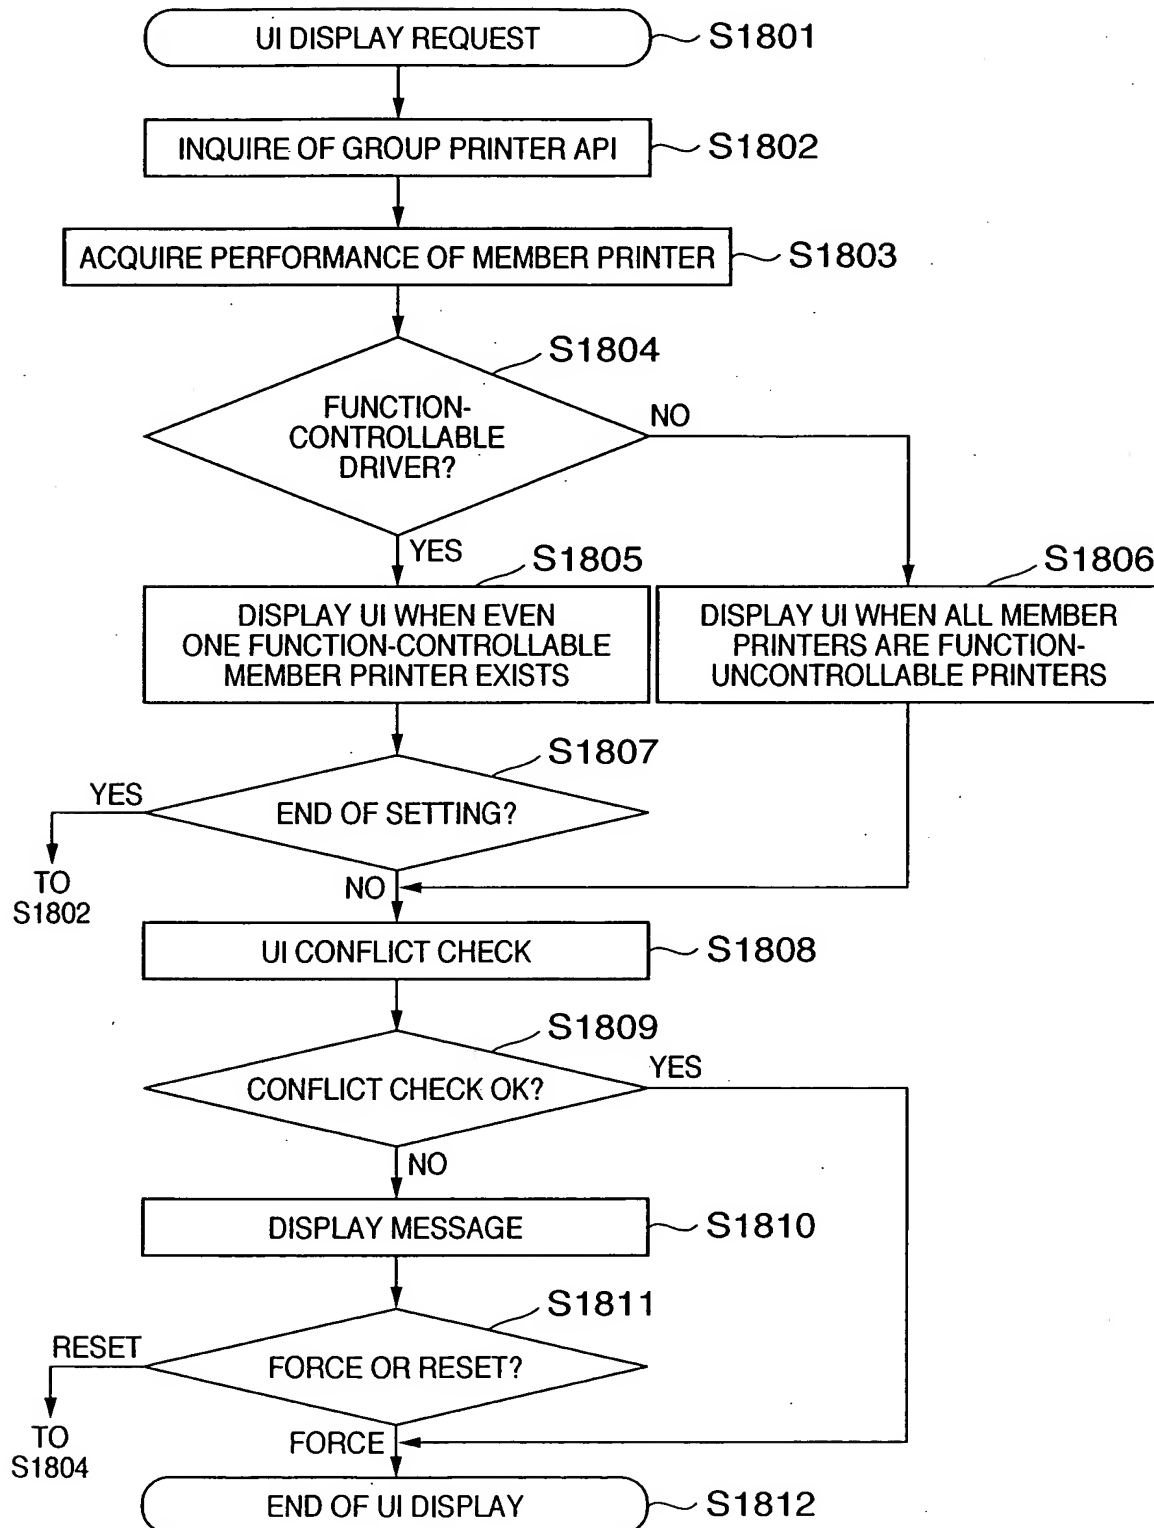 UI DISPLAY REQUEST
S1801
INQUIRE OF GROUP PRINTER API
S1802
ACQUIRE PERFORMANCE OF MEMBER PRINTER
S1803
S1804
FUNCTION-
CONTROLLABLE
DRIVER?
NO
YES
S1805
S1806
DISPLAY UI WHEN EVEN
ONE FUNCTION-CONTROLLABLE
MEMBER PRINTER EXISTS
DISPLAY UI WHEN ALL MEMBER
PRINTERS ARE FUNCTION-
UNCONTROLLABLE PRINTERS
S1807
YES
END OF SETTING?
TO
S1802
NO
UI CONFLICT CHECK
S1808
S1809
CONFLICT CHECK OK?
YES
NO
DISPLAY MESSAGE
S1810
S1811
RESET
FORCE OR RESET?
TO
S1804
FORCE
END OF UI DISPLAY
S1812